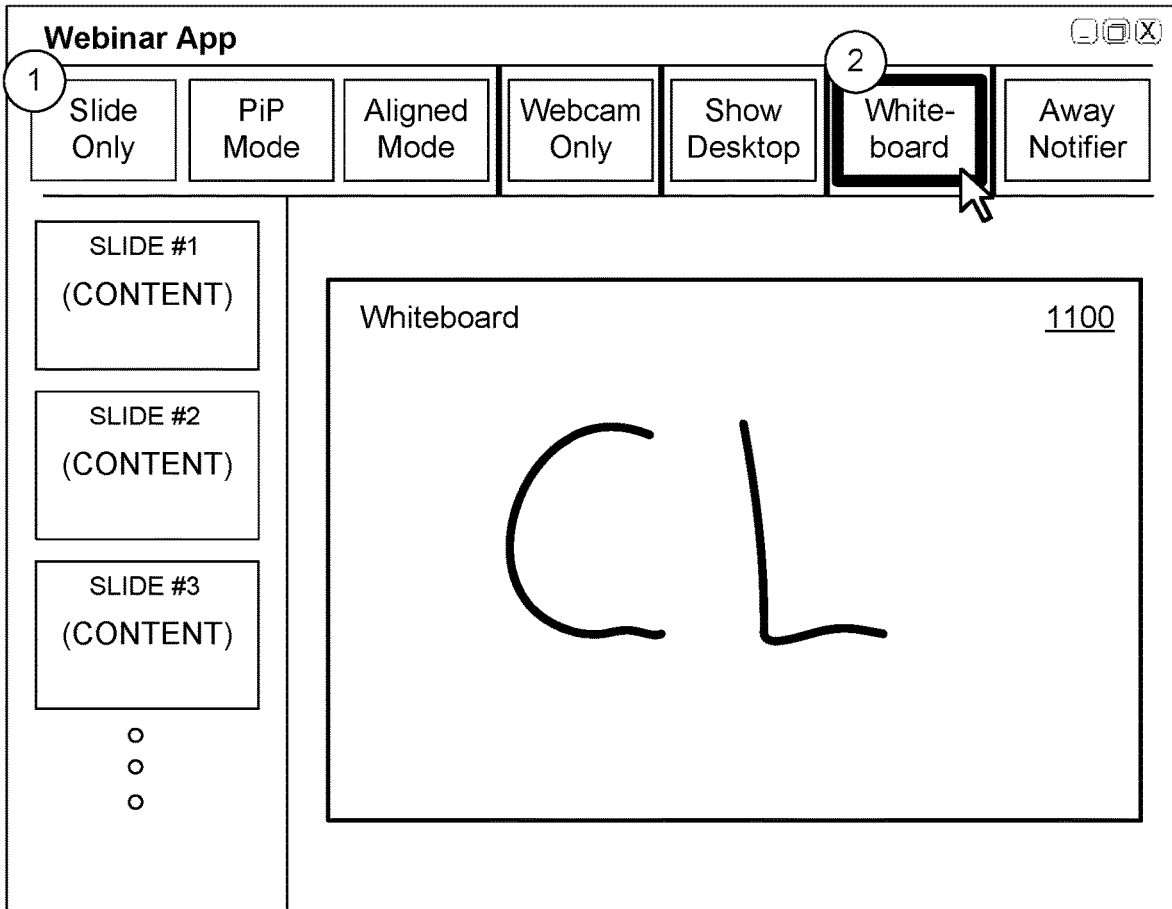 Webinar App
1
2
Slide
Only
PiP
Mode
Aligned
Mode
Webcam
Only
Show
Desktop
White-
board
Away
Notifier
SLIDE #1
(CONTENT)
SLIDE #2
(CONTENT)
SLIDE #3
(CONTENT)
Whiteboard
1100
CL